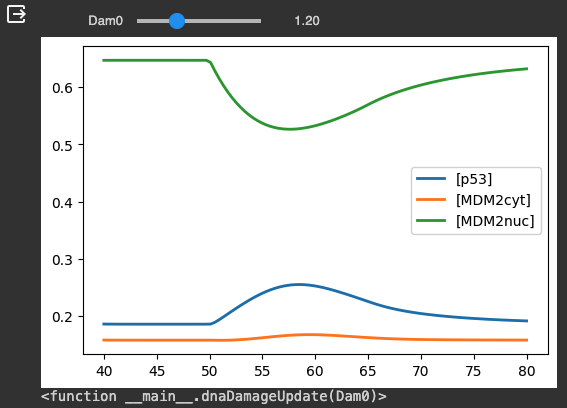 Dam0 1.20
0.6
0.5
0.4
0.3
0.2
[p53]
[MDM2cyt]
[MDM2nuc]
40 45 50 55 60 65 70 75 80
<function __main__.dnaDamageUpdate(Dam0)>